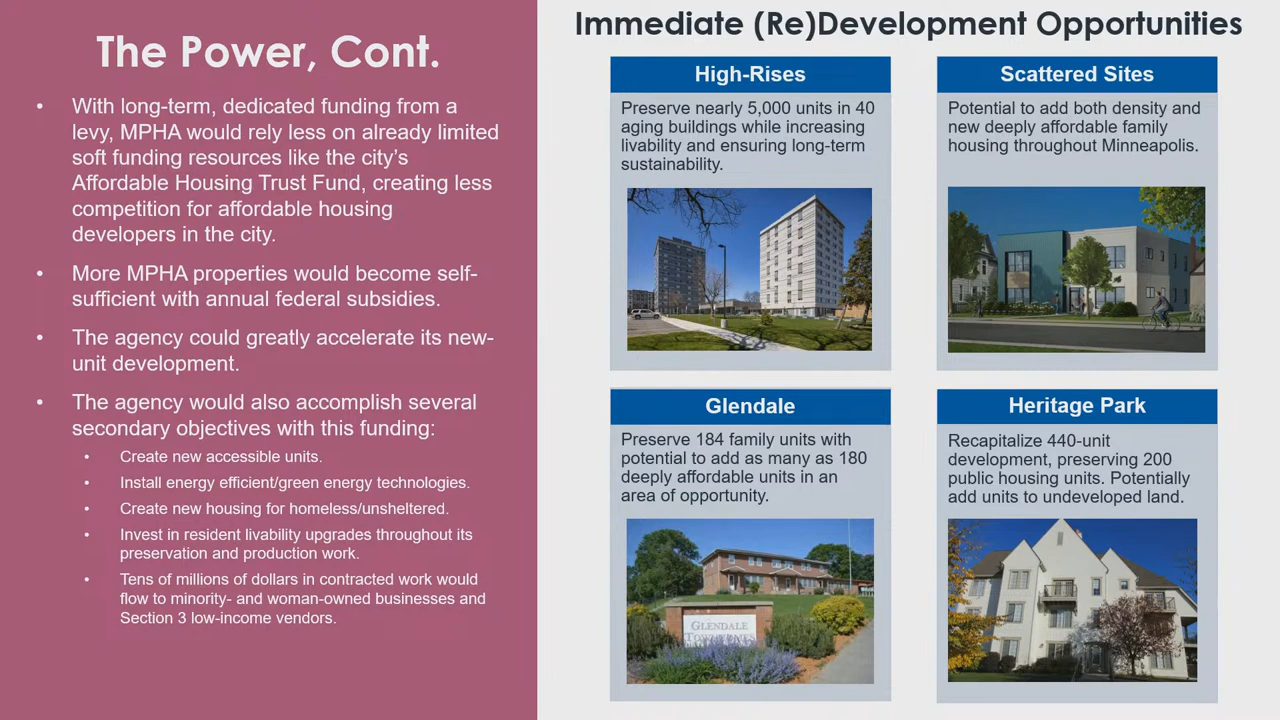 The Power, Cont.
• With long-term, dedicated funding from a
levy, MPHA would rely less on already limited
soft funding resources like the city's
Affordable Housing Trust Fund, creating less
competition for affordable housing
developers in the city.
• More MPHA properties would become self-
sufficient with annual federal subsidies.
• The agency could greatly accelerate its new-
unit development.
• The agency would also accomplish several
secondary objectives with this funding:
• Create new accessible units.
• Install energy efficient/green energy technologies.
• Create new housing for homeless/unsheltered.
• Invest in resident livability upgrades throughout its
preservation and production work.
• Tens of millions of dollars in contracted work would
flow to minority- and woman-owned businesses and
Section 3 low-income vendors.
Immediate (Re)Development Opportunities
High-Rises
Preserve nearly 5,000 units in 40
aging buildings while increasing
livability and ensuring long-term
sustainability.
Scattered Sites
Potential to add both density and
new deeply affordable family
housing throughout Minneapolis.
Glendale
Preserve 184 family units with
potential to add as many as 180
deeply affordable units in an
area of opportunity.
GLENDALE
TOWNHOMES
Heritage Park
Recapitalize 440-unit
development, preserving 200
public housing units. Potentially
add units to undeveloped land.